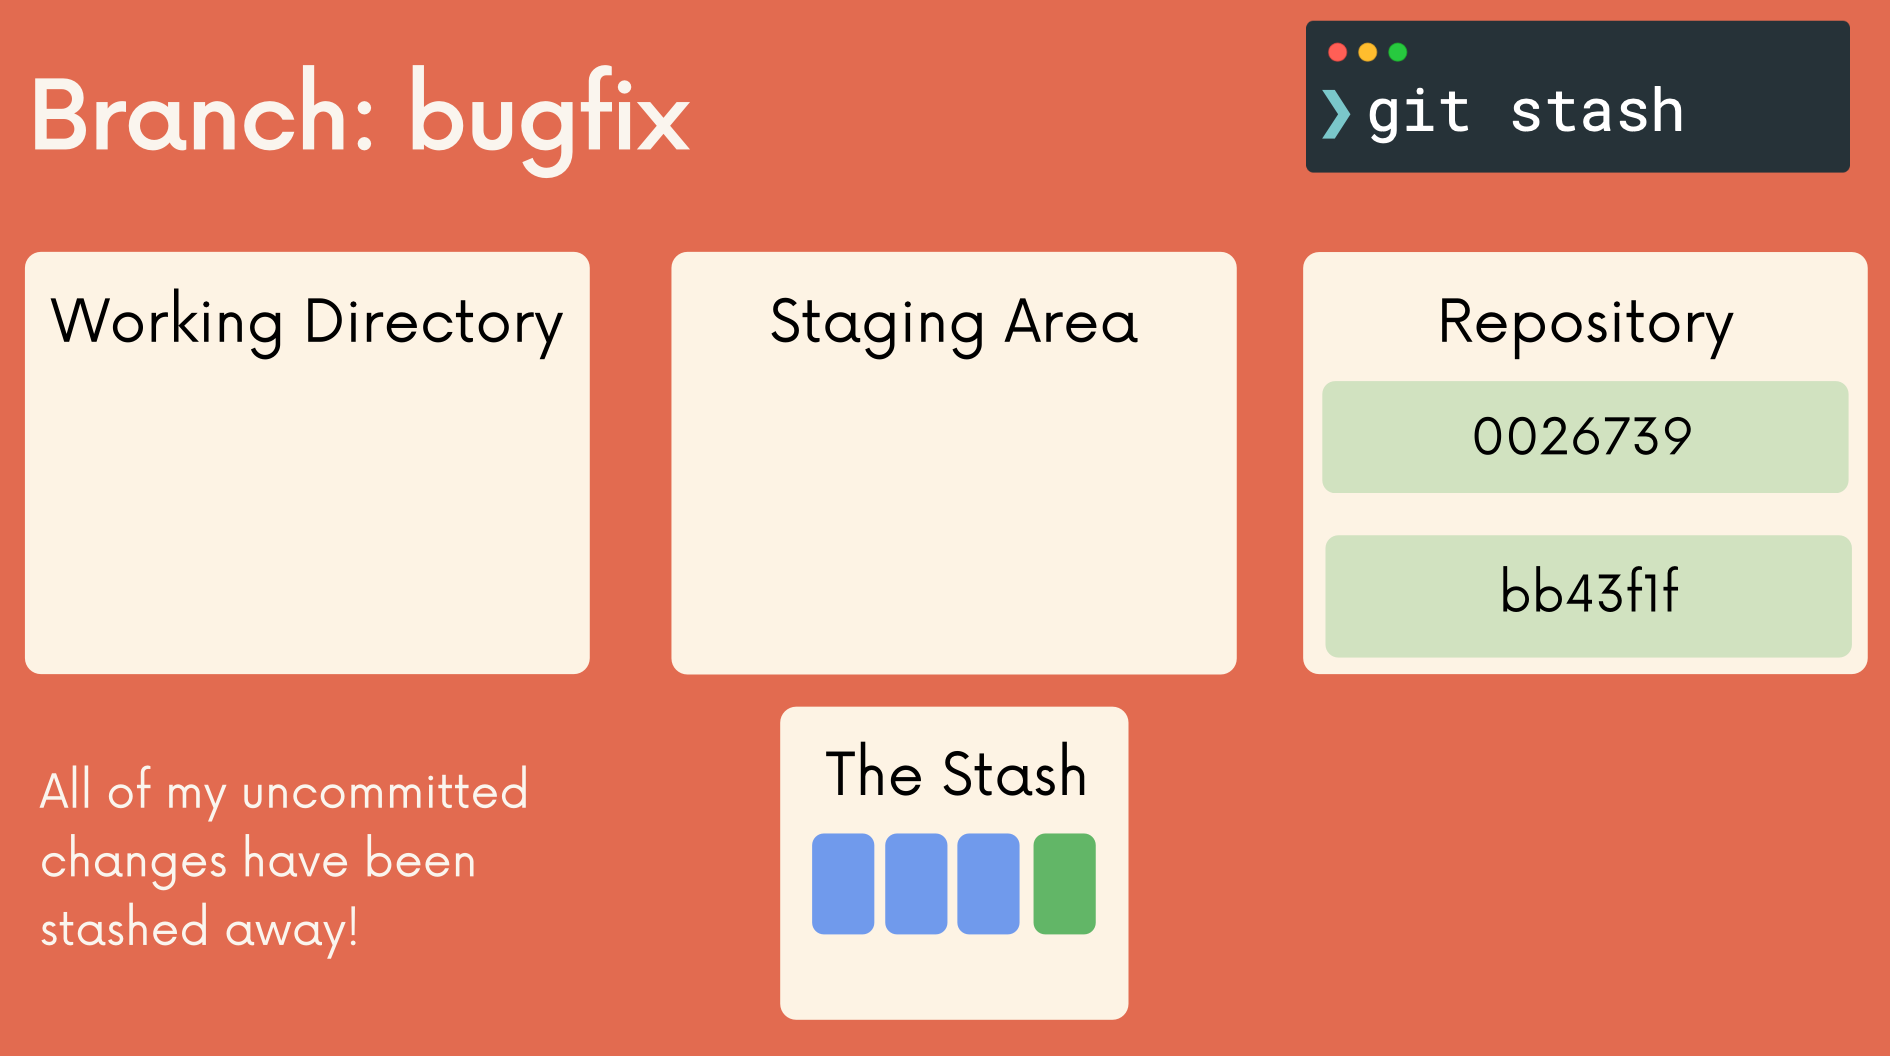 Branch: bugfix
❯ git stash
Working Directory
Staging Area
Repository
0026739
bb43f1f
The Stash
All of my uncommitted
changes have been
stashed away!